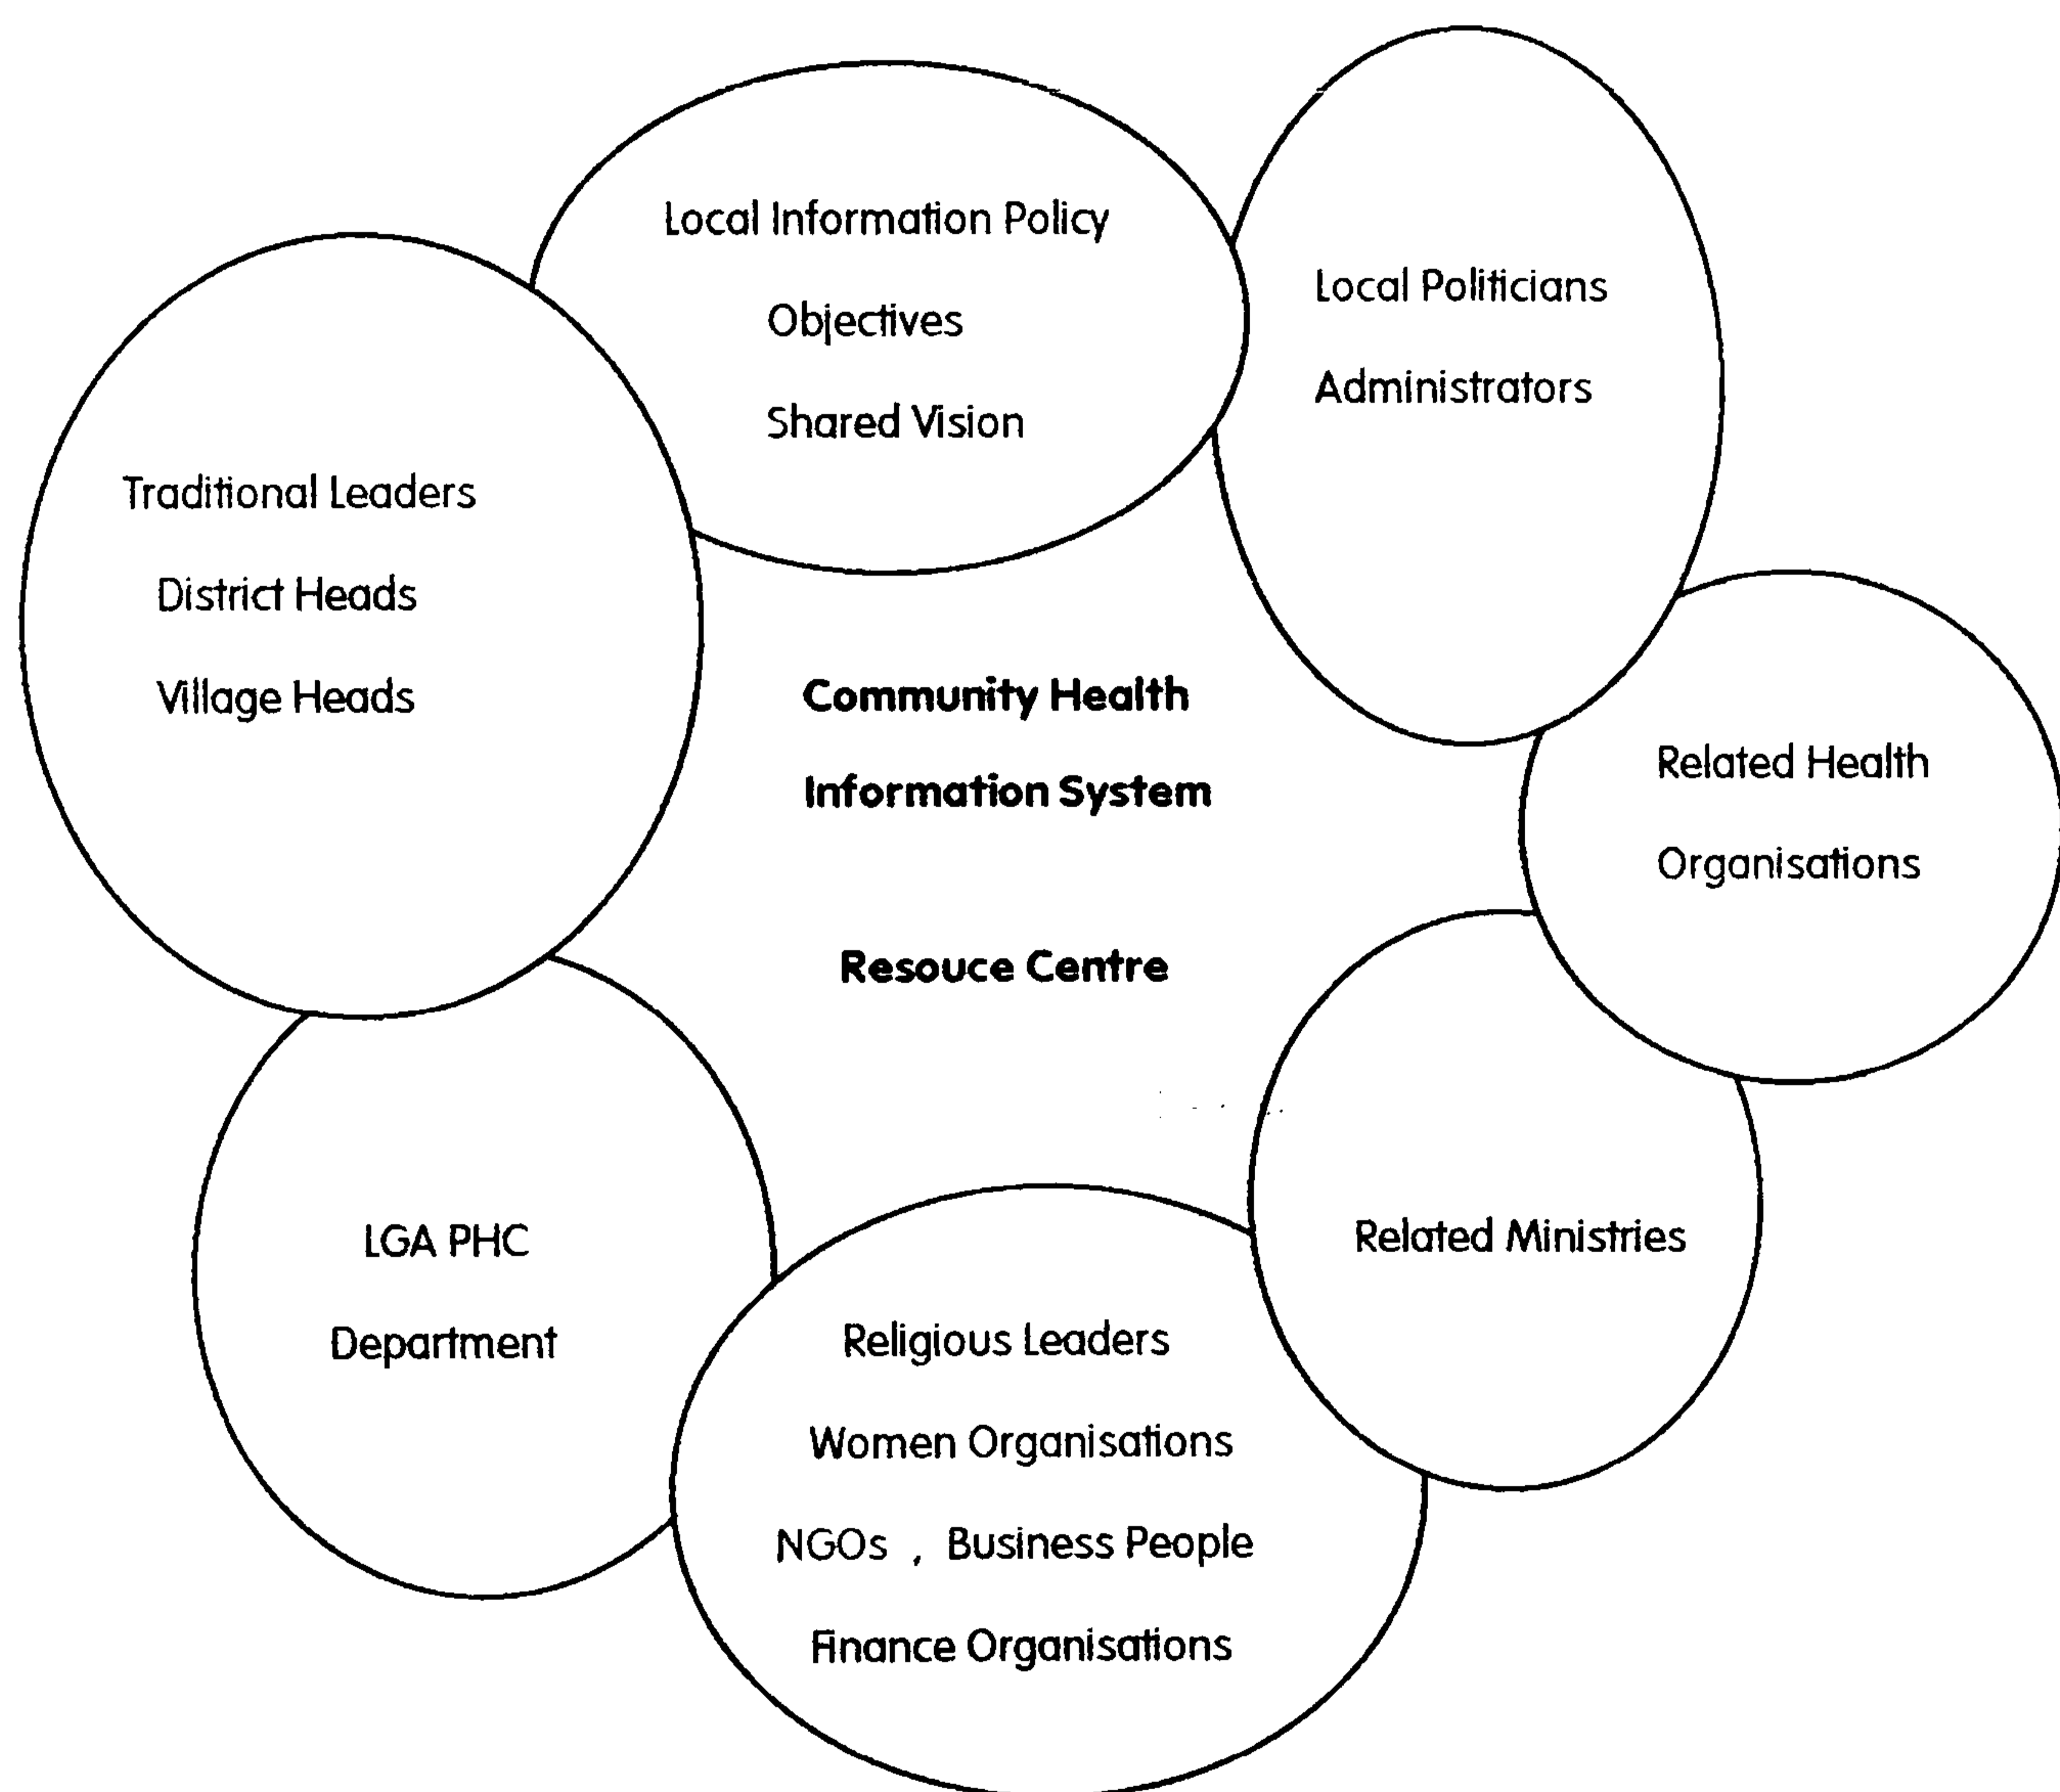 Local Information Policy
Objectives
Shared Vision
Local Politicians
Administrators
Traditional Leaders
District Heads
Village Heads
Community Health
Information System
Resouce Centre
Related Health
Organisations
Related Ministries
LGA PHC
Department
Religious Leaders
Women Organisations
NGOs , Business People
Finance Organisations